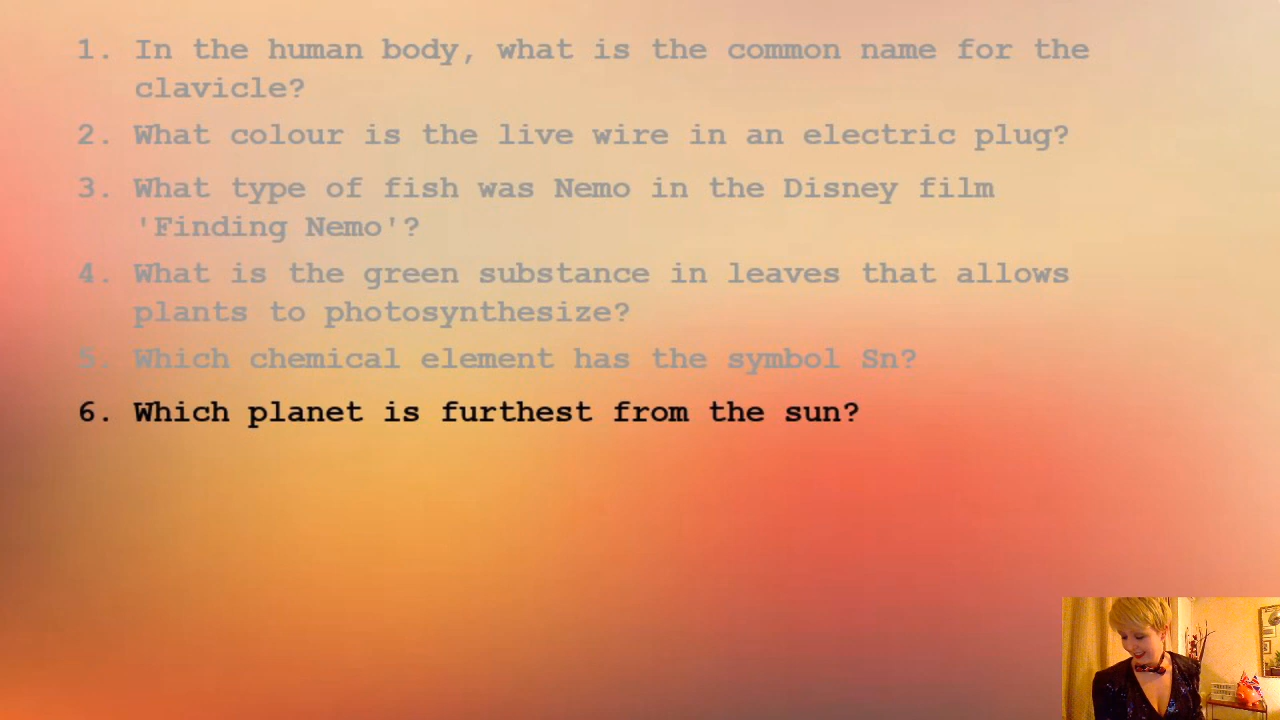 1. In the human body, what is the common name for the
clavicle?
2. What colour is the live wire in an electric plug?
3. What type of fish was Nemo in the Disney film
'Finding Nemo'?
4. What is the green substance in leaves that allows
plants to photosynthesize?
5. Which chemical element has the symbol Sn?
6. Which planet is furthest from the sun?